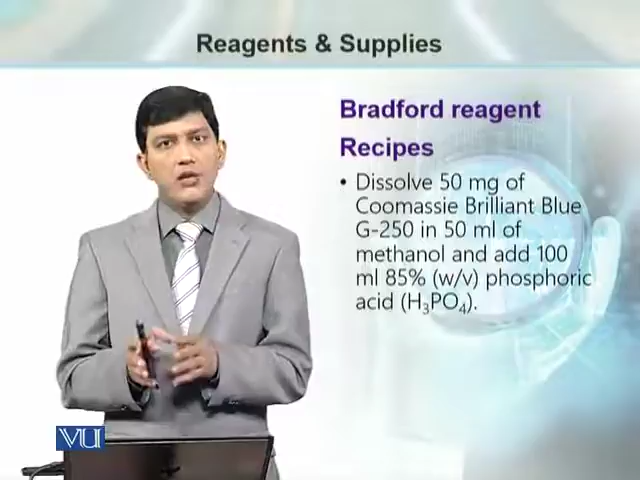 Reagents & Supplies
Bradford reagent
Recipes
• Dissolve 50 mg of
Coomassie Brilliant Blue
G-250 in 50 ml of
methanol and add 100
ml 85% (w/v) phosphoric
acid (H₃PO₄).
VU